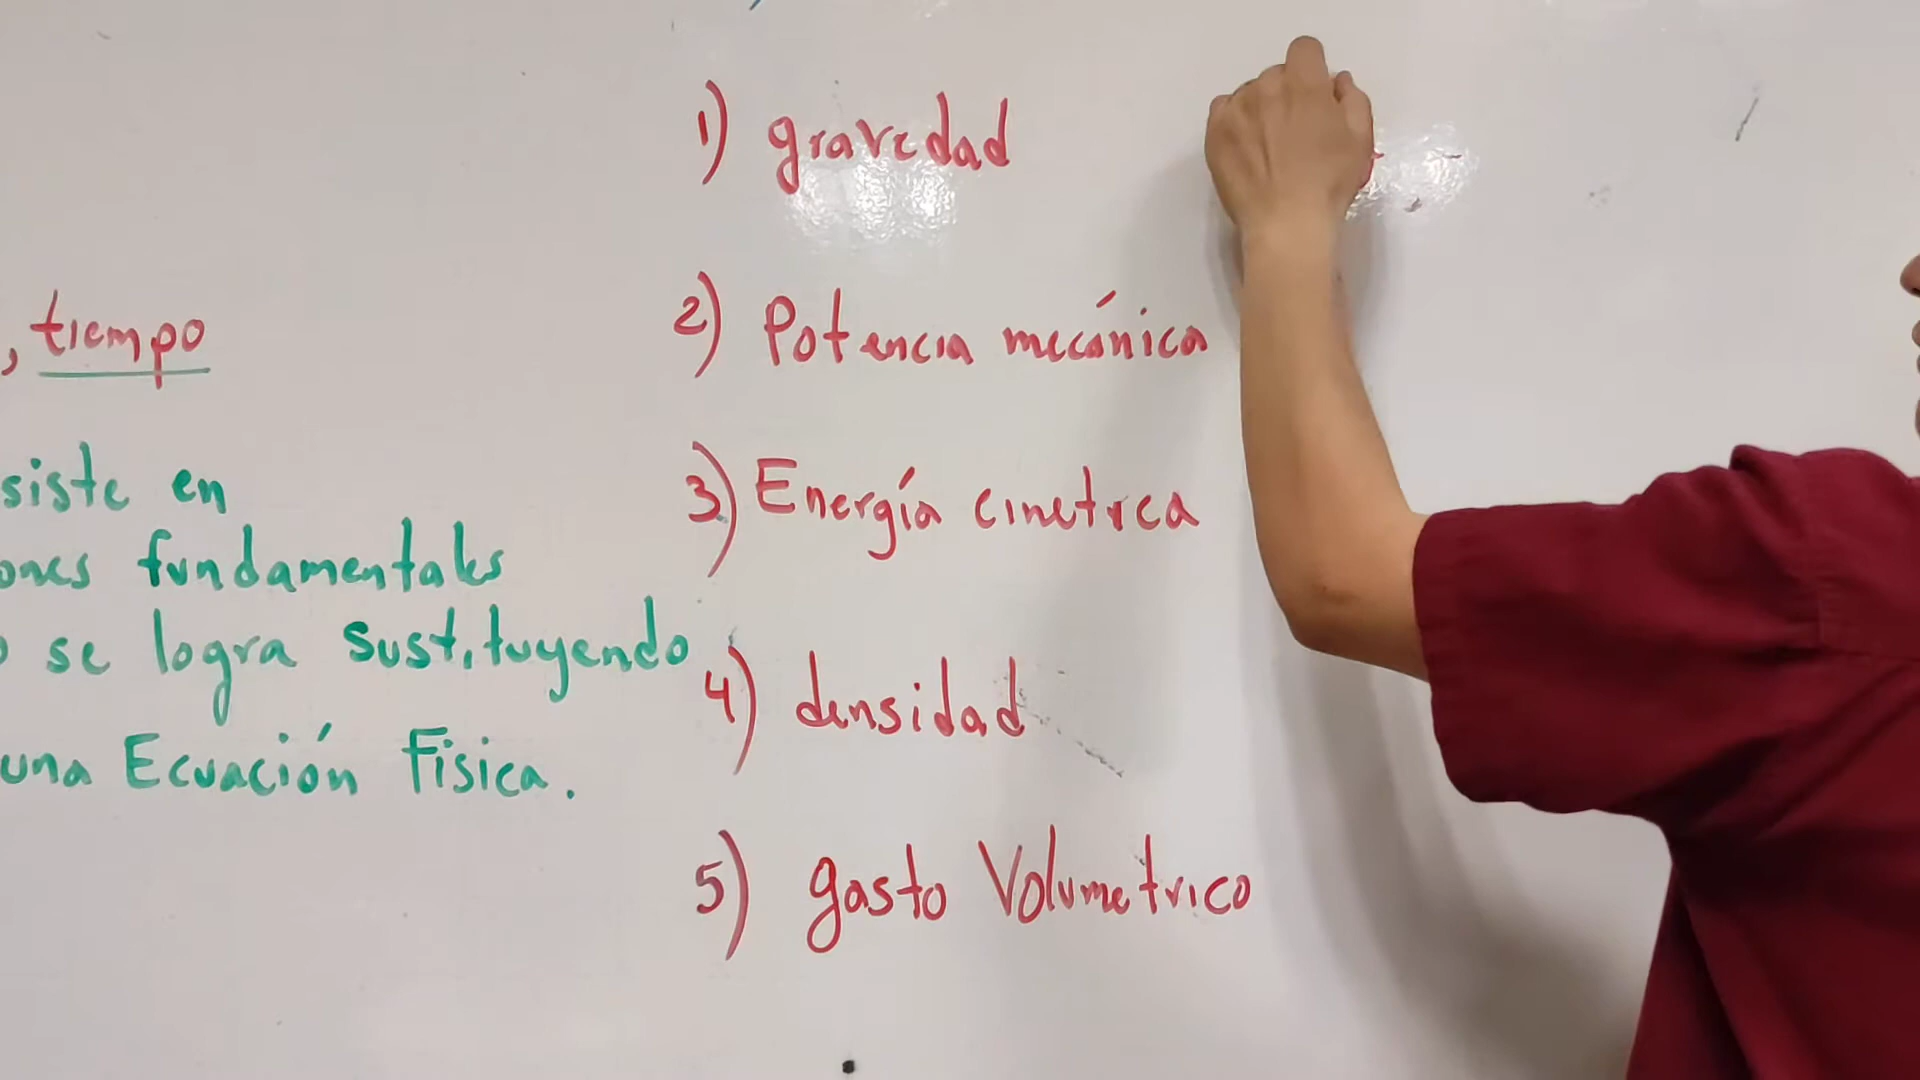 , tiempo
siste en
ones fundamentales
o se logra sustituyendo
una Ecuación Física.
1) gravedad
2) Potencia mecánica
3) Energía cinetica
4) densidad
5) gasto Volumetrico